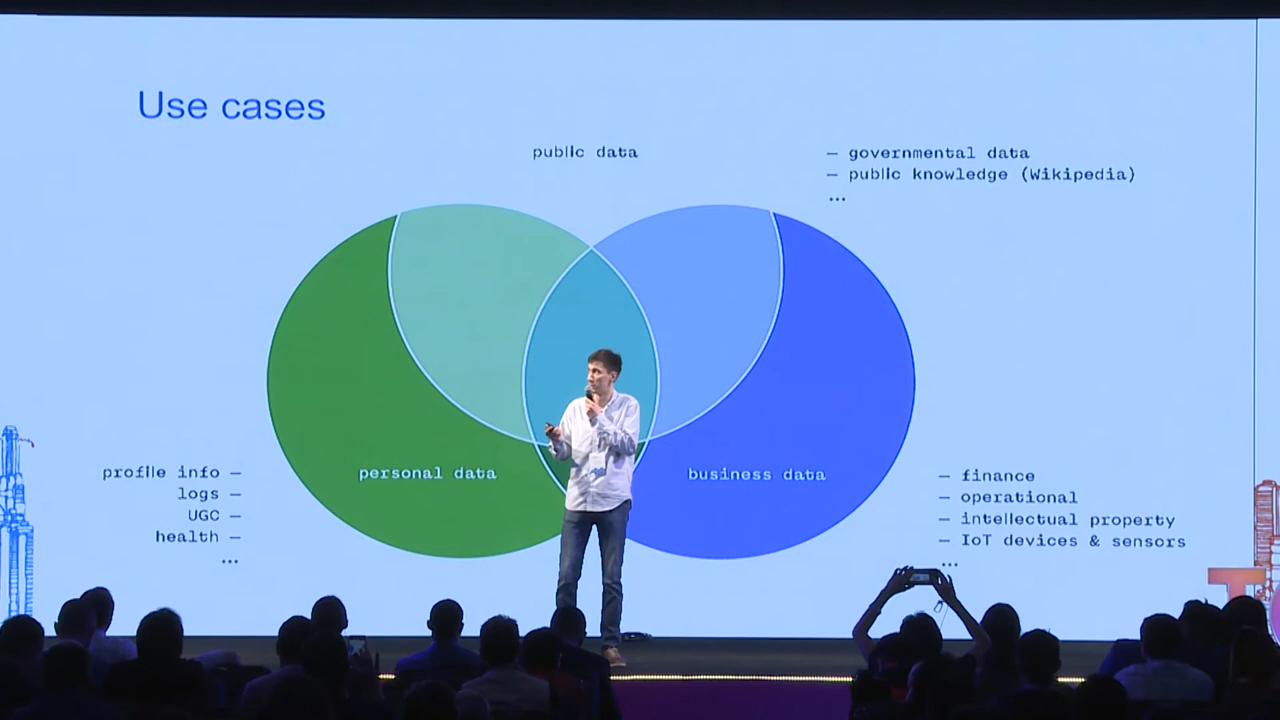 Use cases
public data
— governmental data
— public knowledge (Wikipedia)
...
profile info —
logs —
UGC —
health —
...
personal data
business data
— finance
— operational
— intellectual property
— IoT devices & sensors
...